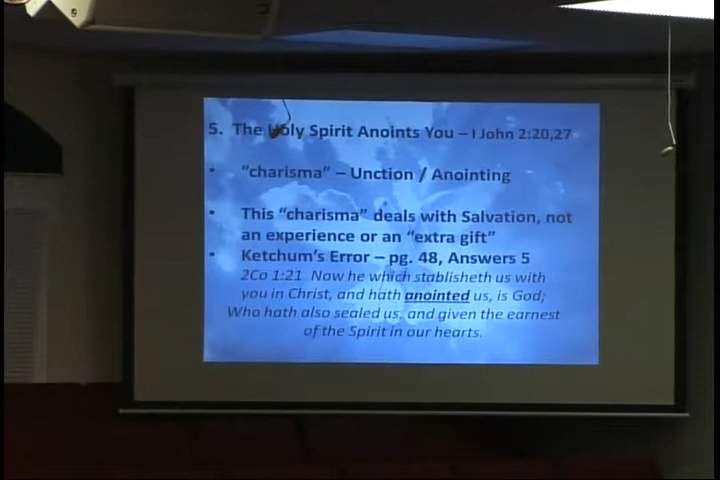 5. The Holy Spirit Anoints You – I John 2:20,27
• "charisma" – Unction / Anointing
• This "charisma" deals with Salvation, not
an experience or an "extra gift"
• Ketchum's Error – pg. 48, Answers 5
2Co 1:21 Now he which stablisheth us with
you in Christ, and hath anointed us, is God;
Who hath also sealed us, and given the earnest
of the Spirit in our hearts.